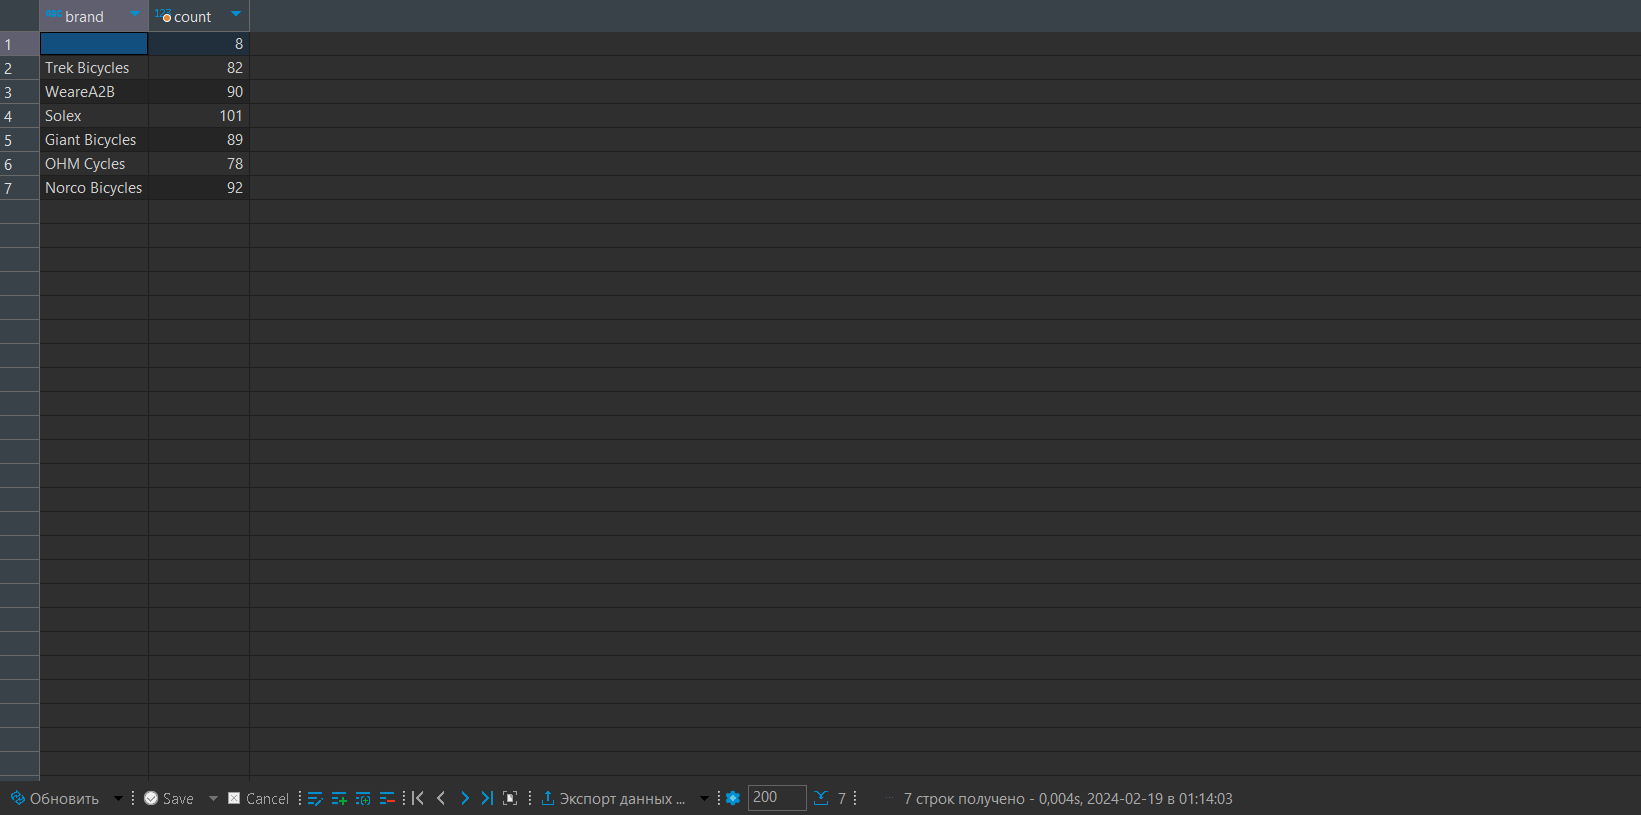 ABC brand 123 count
1 8
2 Trek Bicycles 82
3 WeareA2B 90
4 Solex 101
5 Giant Bicycles 89
6 OHM Cycles 78
7 Norco Bicycles 92
Обновить Save Cancel Экспорт данных ... 200 7 7 строк получено - 0,004s, 2024-02-19 в 01:14:03